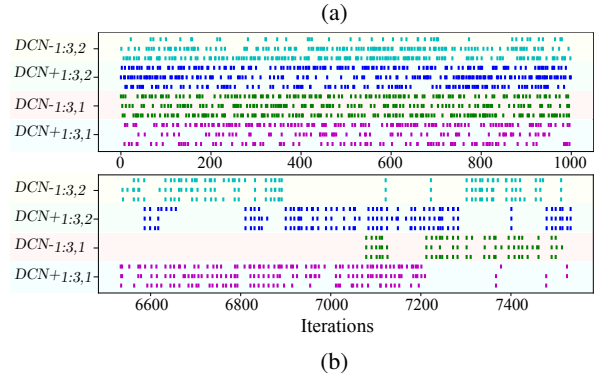 (a)
DCN-1:3,2
DCN+1:3,2
DCN-1:3,1
DCN+1:3,1
0 200 400 600 800 1000
DCN-1:3,2
DCN+1:3,2
DCN-1:3,1
DCN+1:3,1
6600 6800 7000 7200 7400
Iterations
(b)